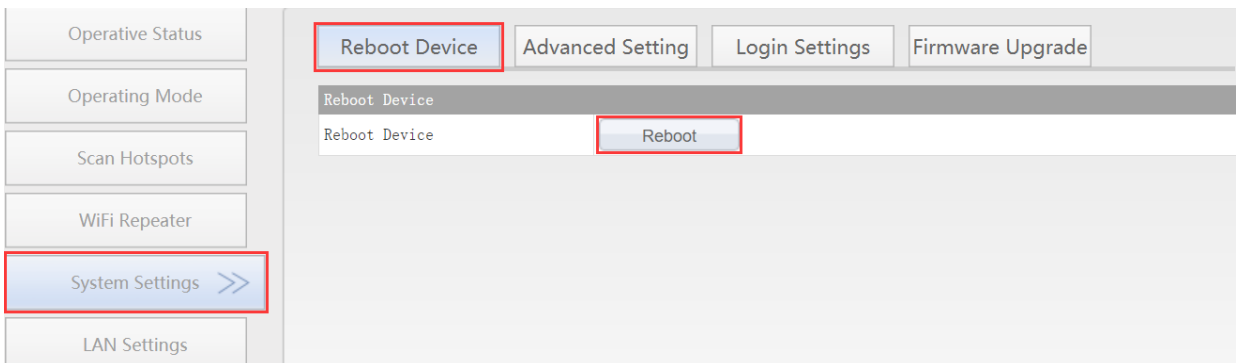 Operative Status
Operating Mode
Scan Hotspots
WiFi Repeater
System Settings >>
LAN Settings
Reboot Device Advanced Setting Login Settings Firmware Upgrade
Reboot Device
Reboot Device Reboot